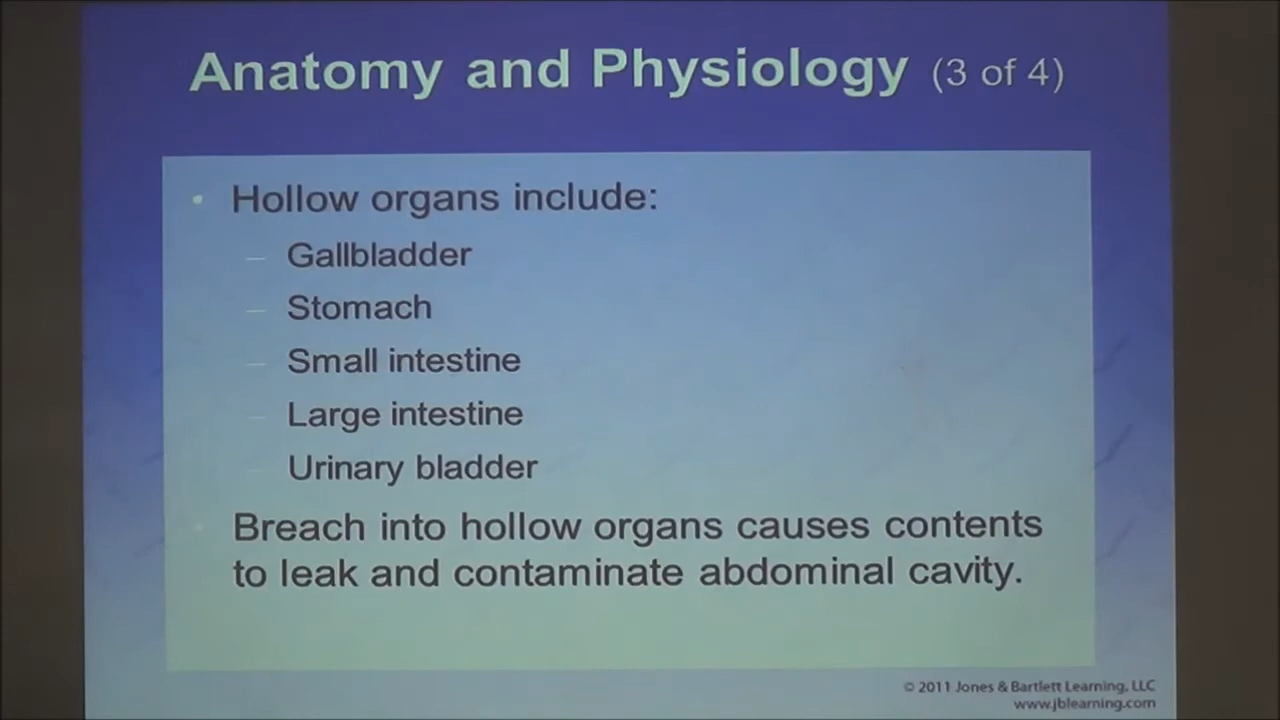 Anatomy and Physiology (3 of 4)
• Hollow organs include:
– Gallbladder
– Stomach
– Small intestine
– Large intestine
– Urinary bladder
• Breach into hollow organs causes contents
to leak and contaminate abdominal cavity.
© 2011 Jones & Bartlett Learning, LLC
www.jblearning.com